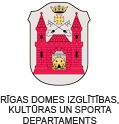 RĪGAS DOMES IZGLĪTĪBAS,
KULTŪRAS UN SPORTA
DEPARTAMENTS